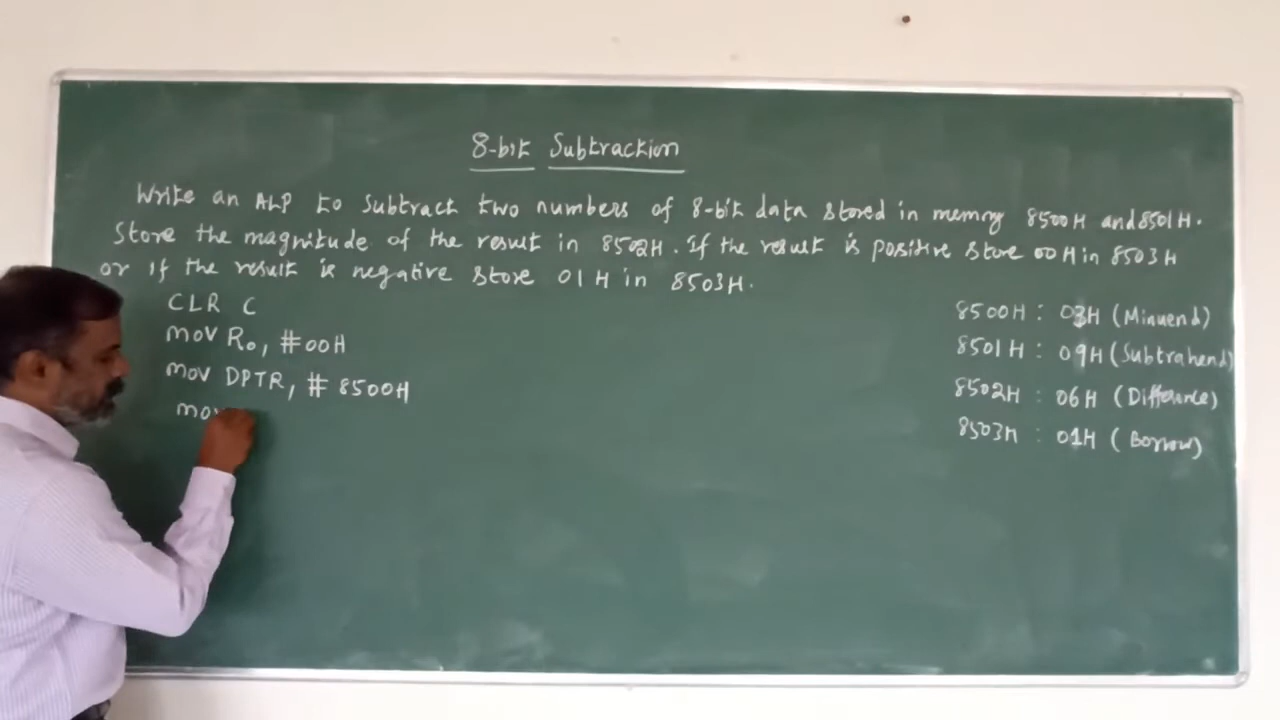 8-bit Subtraction
Write an ALP to Subtract two numbers of 8-bit data stored in memory 8500H and 8501H.
Store the magnitude of the result in 8502H. If the result is positive store 00H in 8503H
or if the result is negative store 01H in 8503H.
CLR C
mov R0, #00H
mov DPTR, # 8500H
mov
8500H : 03H (Minuend)
8501H : 09H (Subtrahend)
8502H : 06H (Difference)
8503H : 01H (Borrow)